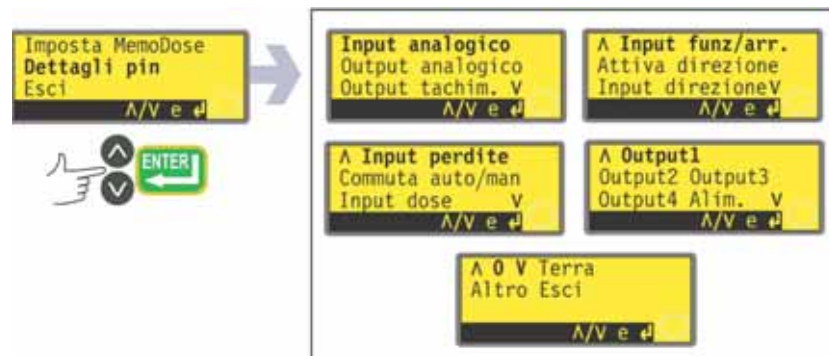 Imposta MemoDose
Dettagli pin
Esci
Λ/V e ↲
ENTER
Input analogico
Output analogico
Output tachim. V
Λ/V e ↲
Λ Input funz/arr.
Attiva direzione
Input direzioneV
Λ/V e ↲
Λ Input perdite
Commuta auto/man
Input dose V
Λ/V e ↲
Λ Output1
Output2 Output3
Output4 Alim. V
Λ/V e ↲
Λ 0 V Terra
Altro Esci
Λ/V e ↲